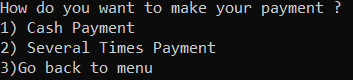 How do you want to make your payment ?
1) Cash Payment
2) Several Times Payment
3)Go back to menu